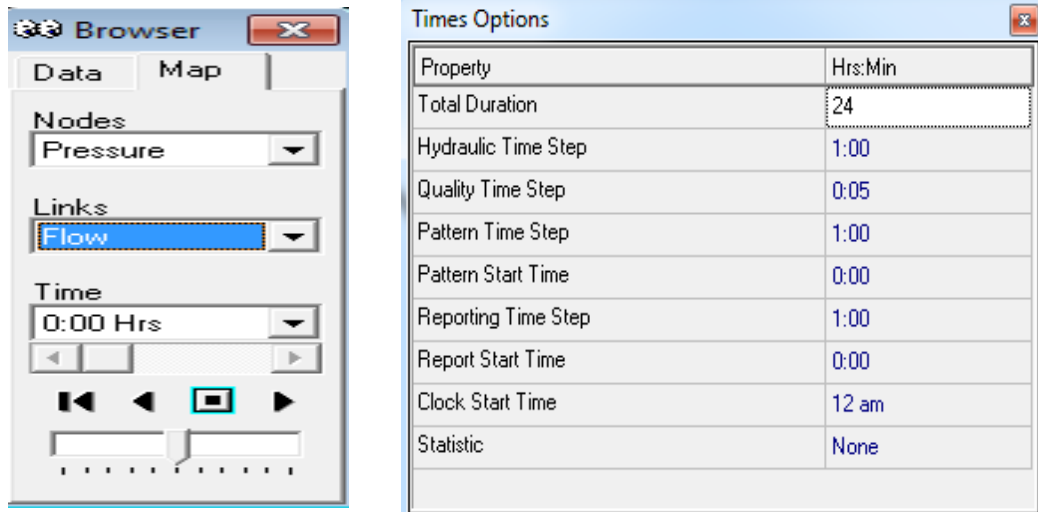 Browser
Data Map
Nodes
Pressure
Links
Flow
Time
0:00 Hrs
Times Options
Property Hrs:Min
Total Duration 24
Hydraulic Time Step 1:00
Quality Time Step 0:05
Pattern Time Step 1:00
Pattern Start Time 0:00
Reporting Time Step 1:00
Report Start Time 0:00
Clock Start Time 12 am
Statistic None